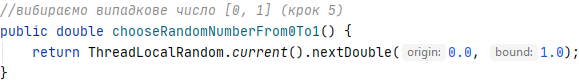 //вибираємо випадкове число [0, 1] (крок 5)
public double chooseRandomNumberFrom0To1() {
    return ThreadLocalRandom.current().nextDouble( origin: 0.0, bound: 1.0);
}